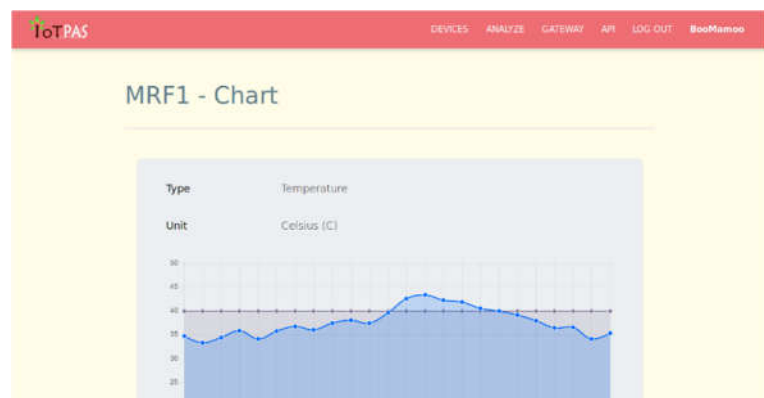 IoTPAS
DEVICES ANALYZE GATEWAY API LOG OUT BooMamoo
MRF1 - Chart
Type Temperature
Unit Celsius (C)
50
45
40
35
30
25